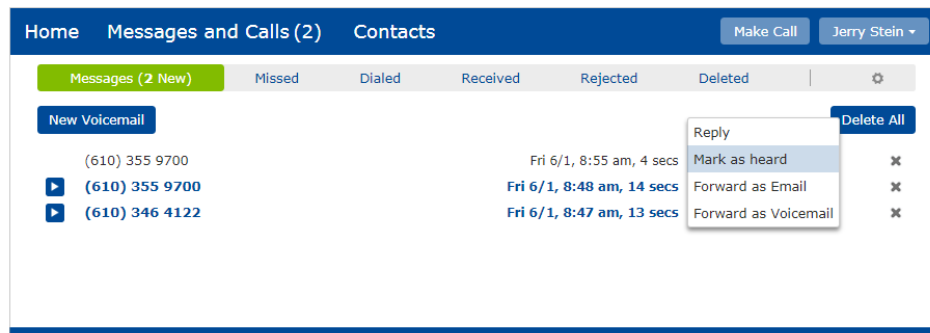 Home Messages and Calls (2) Contacts Make Call Jerry Stein
Messages (2 New) Missed Dialed Received Rejected Deleted
New Voicemail Delete All
Reply
(610) 355 9700 Fri 6/1, 8:55 am, 4 secs Mark as heard
(610) 355 9700 Fri 6/1, 8:48 am, 14 secs Forward as Email
(610) 346 4122 Fri 6/1, 8:47 am, 13 secs Forward as Voicemail